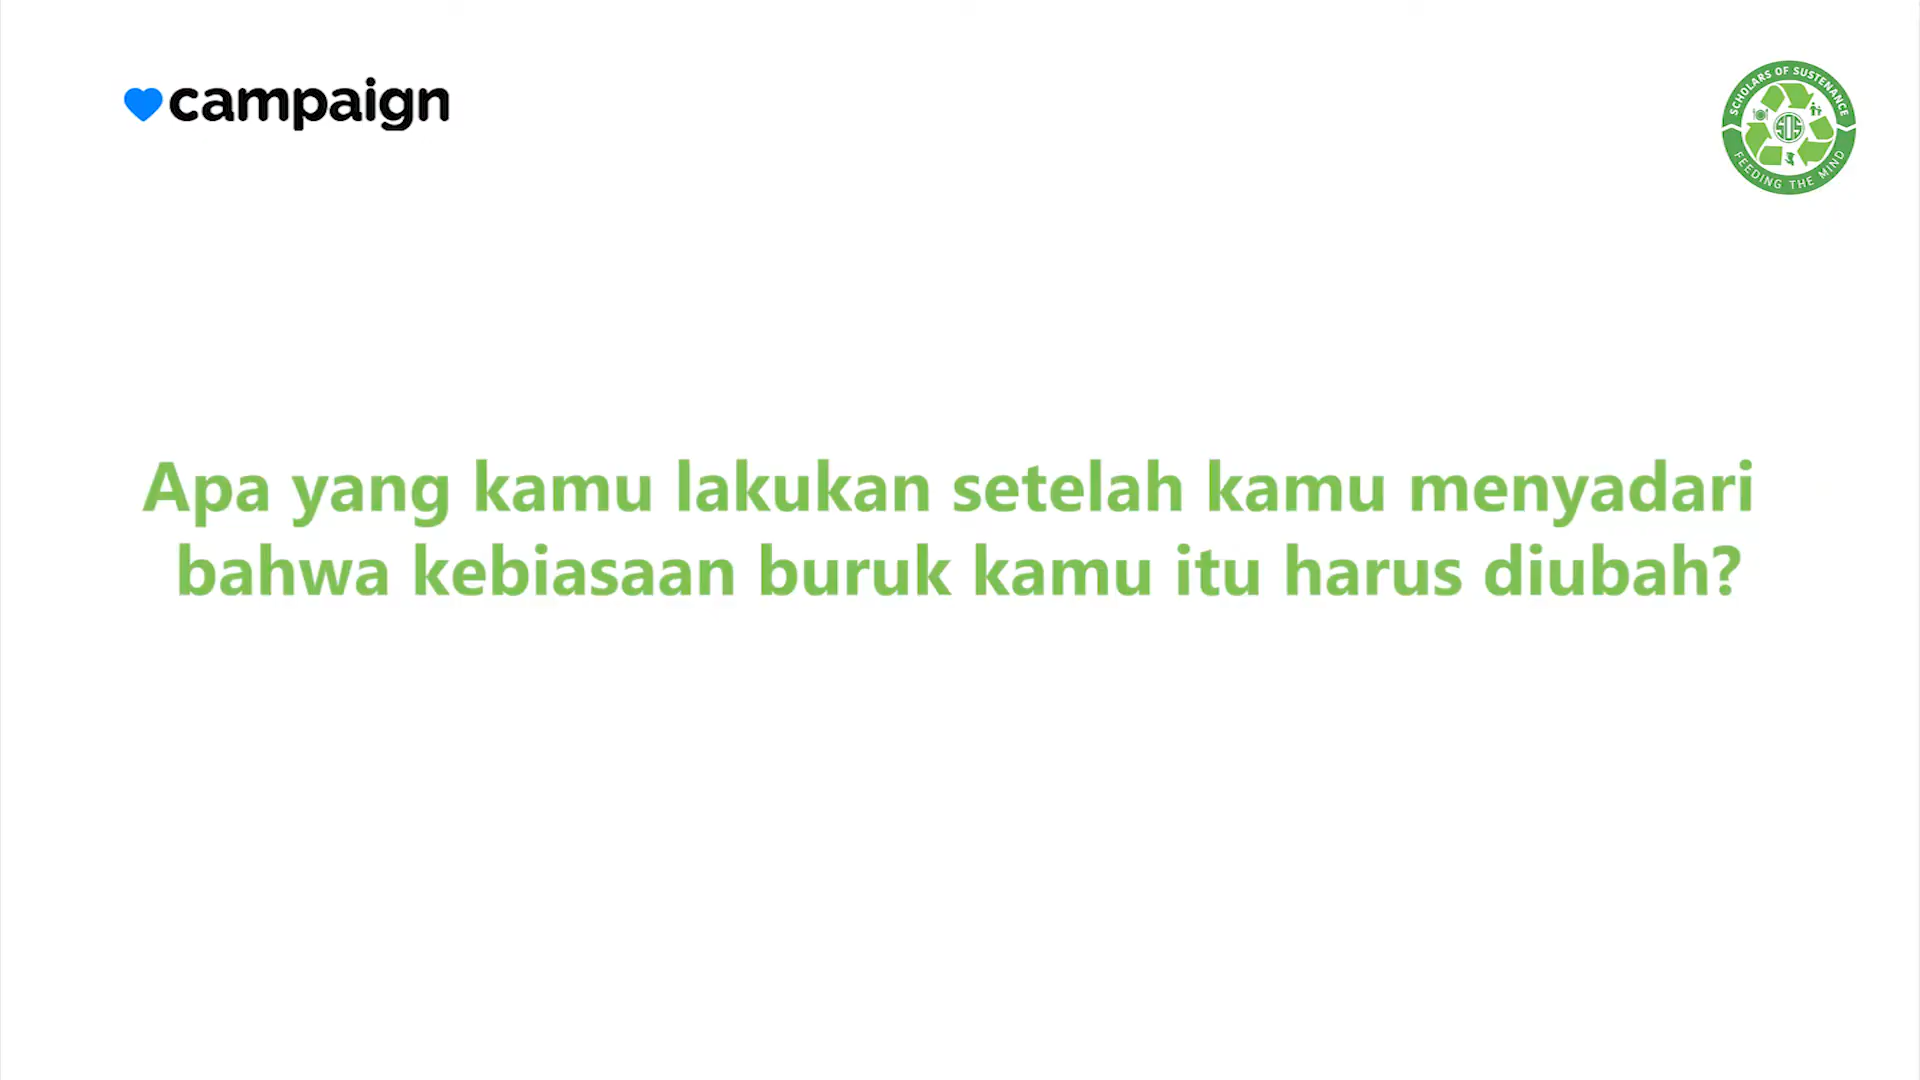 campaign
SCHOLARS OF SUSTENANCE
SOS
FEEDING THE MIND
Apa yang kamu lakukan setelah kamu menyadari
bahwa kebiasaan buruk kamu itu harus diubah?